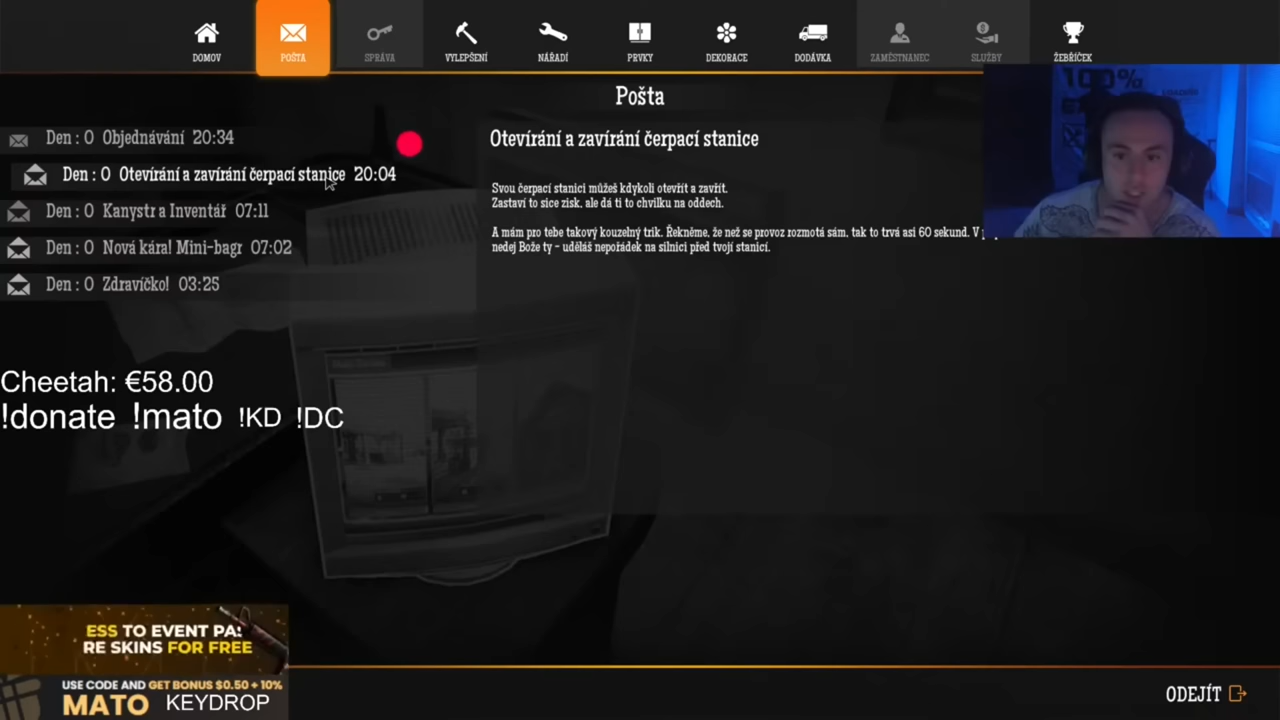 DOMOV
POŠTA
SPRÁVA
VYLEPŠENÍ
NÁŘADÍ
PRVKY
DEKORACE
DODÁVKA
ZAMĚSTNANEC
SLUŽBY
ŽEBŘÍČEK
Pošta
100%
Den : 0 Objednávání 20:34
Den : 0 Otevírání a zavírání čerpací stanice 20:04
Den : 0 Kanystr a Inventář 07:11
Den : 0 Nová kára! Mini-bagr 07:02
Den : 0 Zdravíčko! 03:25
Otevírání a zavírání čerpací stanice
Svou čerpací stanici můžeš kdykoli otevřít a zavřít.
Zastaví to sice zisk, ale dá ti to chvilku na oddech.
A mám pro tebe takový kouzelný trik. Řekněme, že než se provoz rozmotá sám, tak to trvá asi 60 sekund. V
nedej Bože ty - uděláš nepořádek na silnici před tvojí stanicí.
Cheetah: €58.00
!donate !mato !KD !DC
ESS TO EVENT PAS
RE SKINS FOR FREE
USE CODE AND GET BONUS $0.50 + 10%
MATO KEYDROP
ODEJÍT